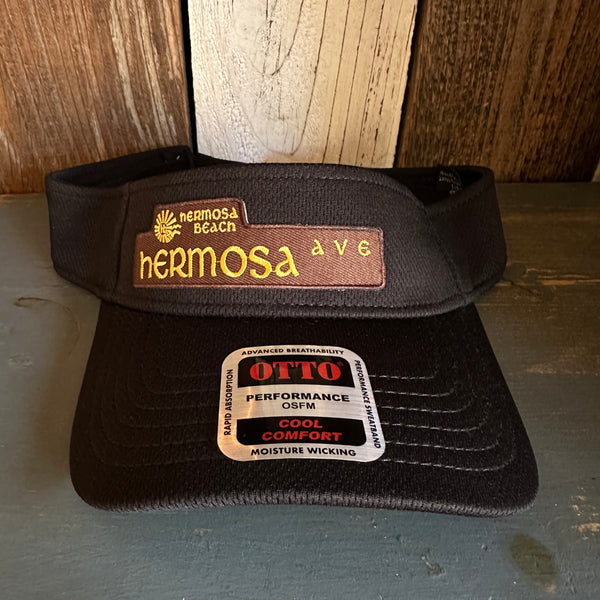 hermosa
beach
hermosa ave
ADVANCED BREATHABILITY
RAPID ABSORPTION
OTTO
PERFORMANCE
OSFM
COOL
COMFORT
PERFORMANCE SWEATBAND
MOISTURE WICKING